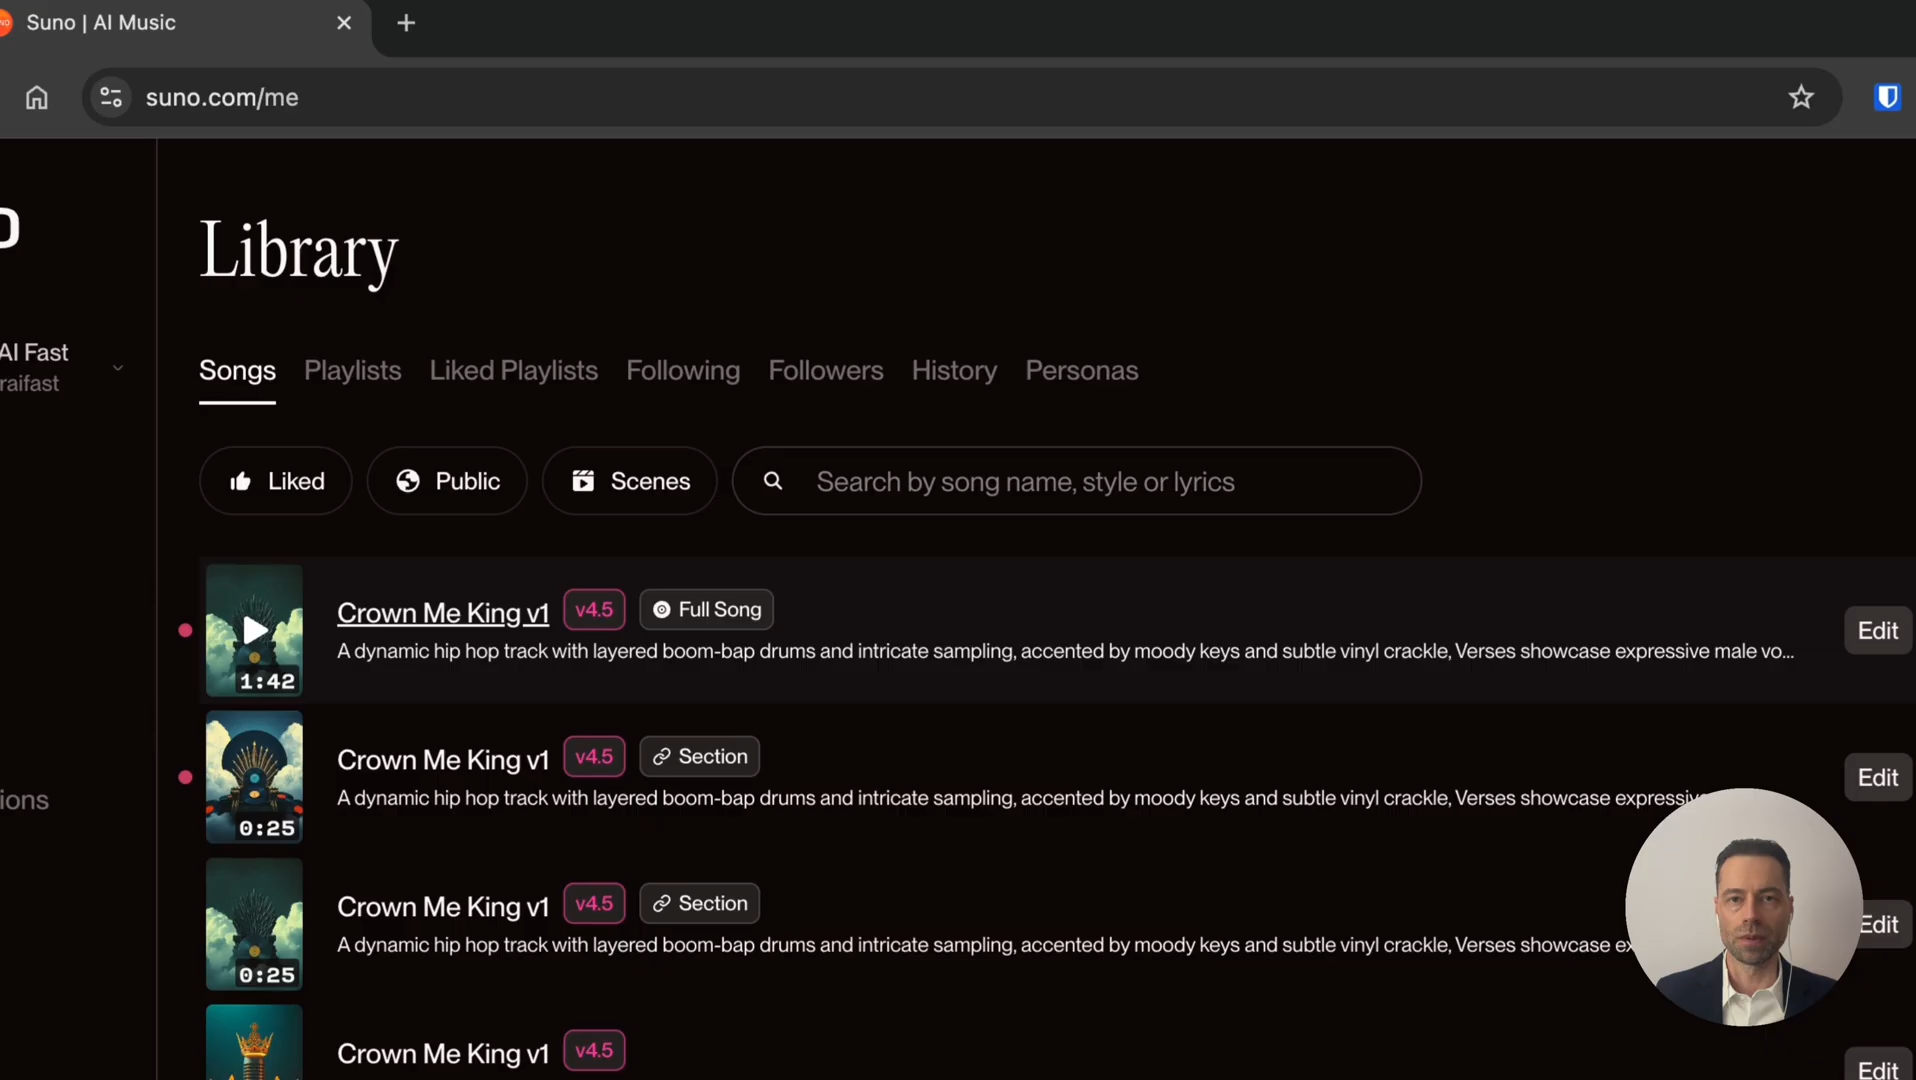 Suno | AI Music
suno.com/me
Library
AI Fast
raifast
Songs Playlists Liked Playlists Following Followers History Personas
Liked Public Scenes Search by song name, style or lyrics
Crown Me King v1 v4.5 Full Song
A dynamic hip hop track with layered boom-bap drums and intricate sampling, accented by moody keys and subtle vinyl crackle, Verses showcase expressive male vo...
1:42
Edit
Crown Me King v1 v4.5 Section
A dynamic hip hop track with layered boom-bap drums and intricate sampling, accented by moody keys and subtle vinyl crackle, Verses showcase expressiv
0:25
Edit
ions
Crown Me King v1 v4.5 Section
A dynamic hip hop track with layered boom-bap drums and intricate sampling, accented by moody keys and subtle vinyl crackle, Verses showcase ex
0:25
Edit
Crown Me King v1 v4.5
Edit